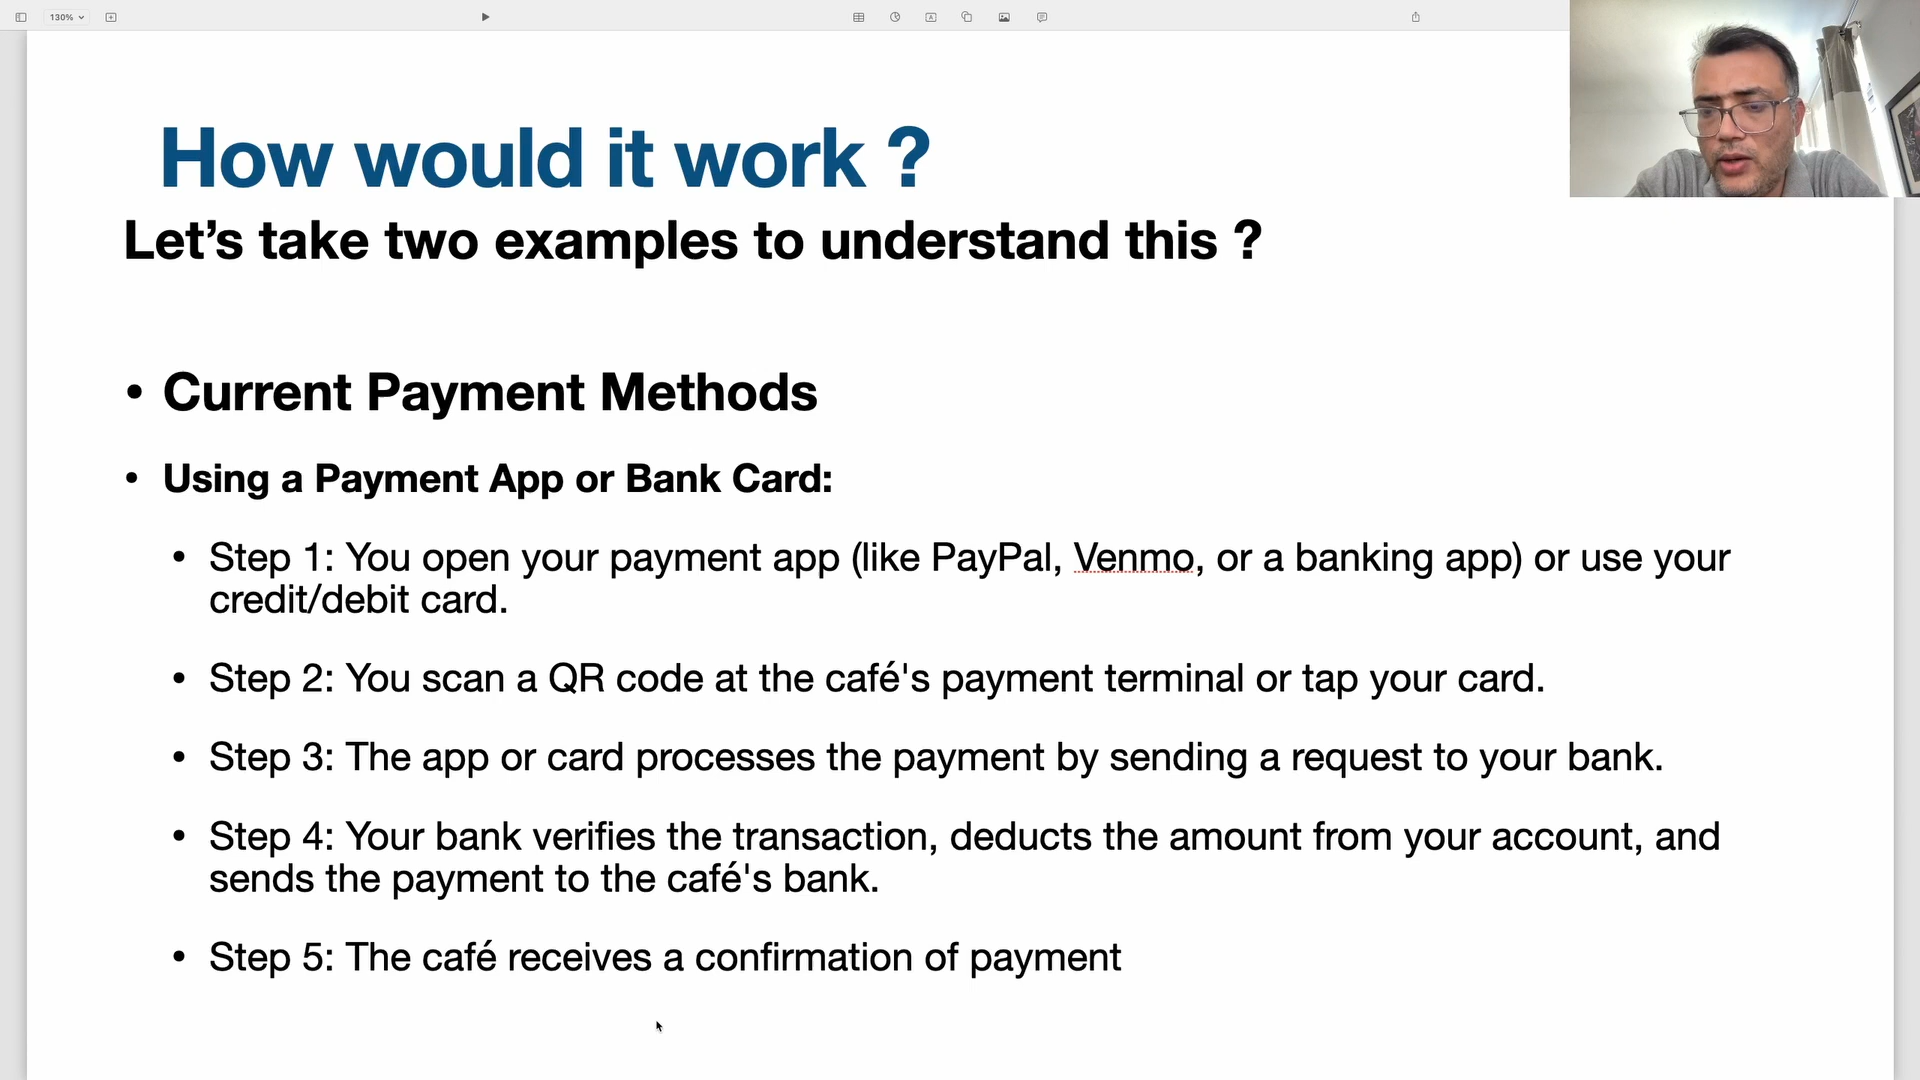 130%
How would it work ?
Let’s take two examples to understand this ?
• Current Payment Methods
• Using a Payment App or Bank Card:
• Step 1: You open your payment app (like PayPal, Venmo, or a banking app) or use your
credit/debit card.
• Step 2: You scan a QR code at the café's payment terminal or tap your card.
• Step 3: The app or card processes the payment by sending a request to your bank.
• Step 4: Your bank verifies the transaction, deducts the amount from your account, and
sends the payment to the café's bank.
• Step 5: The café receives a confirmation of payment